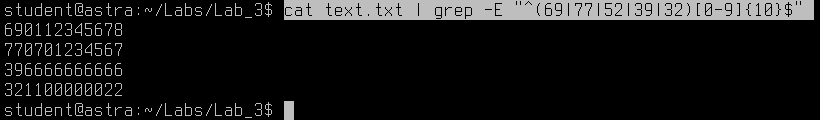 student@astra:~/Labs/Lab_3$ cat text.txt | grep -E "^(69|77|52|39|32)[0-9]{10}$"
690112345678
770701234567
396666666666
321100000022
student@astra:~/Labs/Lab_3$